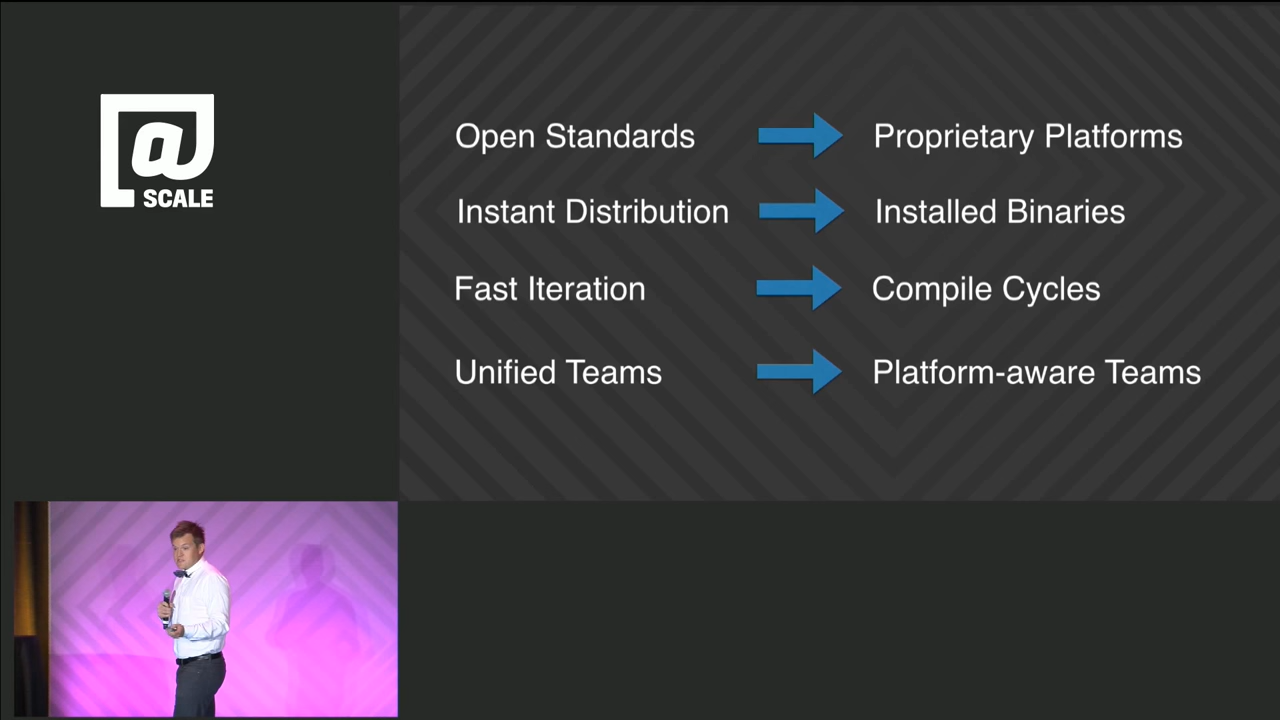 @
SCALE
Open Standards Proprietary Platforms
Instant Distribution Installed Binaries
Fast Iteration Compile Cycles
Unified Teams Platform-aware Teams